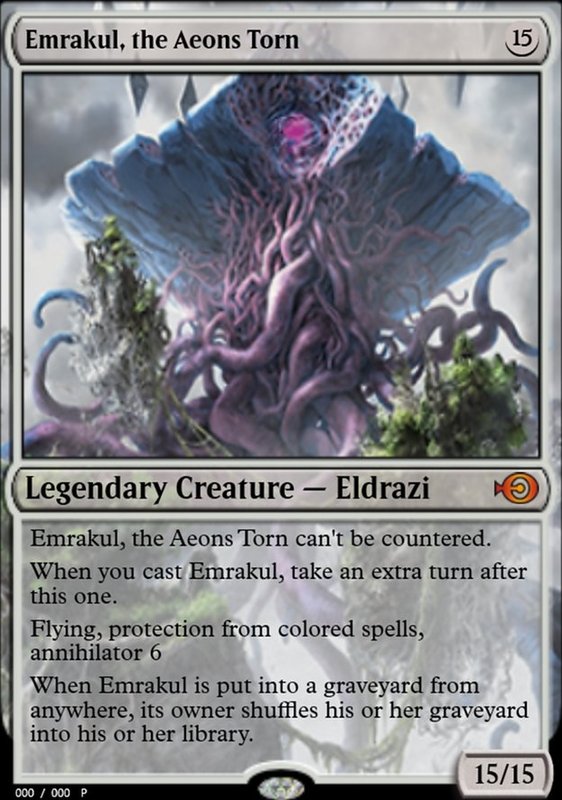 Emrakul, the Aeons Torn 15
Legendary Creature — Eldrazi
Emrakul, the Aeons Torn can't be countered.
When you cast Emrakul, take an extra turn after
this one.
Flying, protection from colored spells,
annihilator 6
When Emrakul is put into a graveyard from
anywhere, its owner shuffles his or her graveyard
into his or her library.
15/15
000 / 000 P